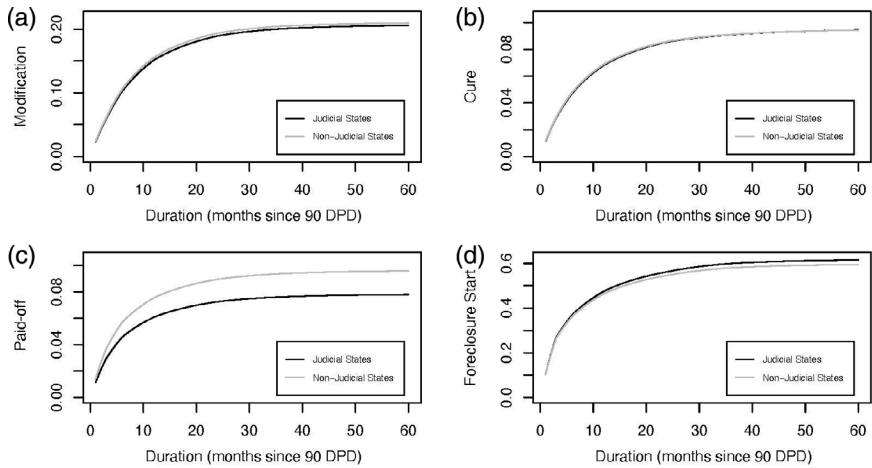 (a)
Modification
0.00 0.10 0.20
Judicial States
Non-Judicial States
0 10 20 30 40 50 60
Duration (months since 90 DPD)
(b)
Cure
0.00 0.04 0.08
Judicial States
Non-Judicial States
0 10 20 30 40 50 60
Duration (months since 90 DPD)
(c)
Paid-off
0.00 0.04 0.08
Judicial States
Non-Judicial States
0 10 20 30 40 50 60
Duration (months since 90 DPD)
(d)
Foreclosure Start
0.0 0.2 0.4 0.6
Judicial States
Non-Judicial States
0 10 20 30 40 50 60
Duration (months since 90 DPD)